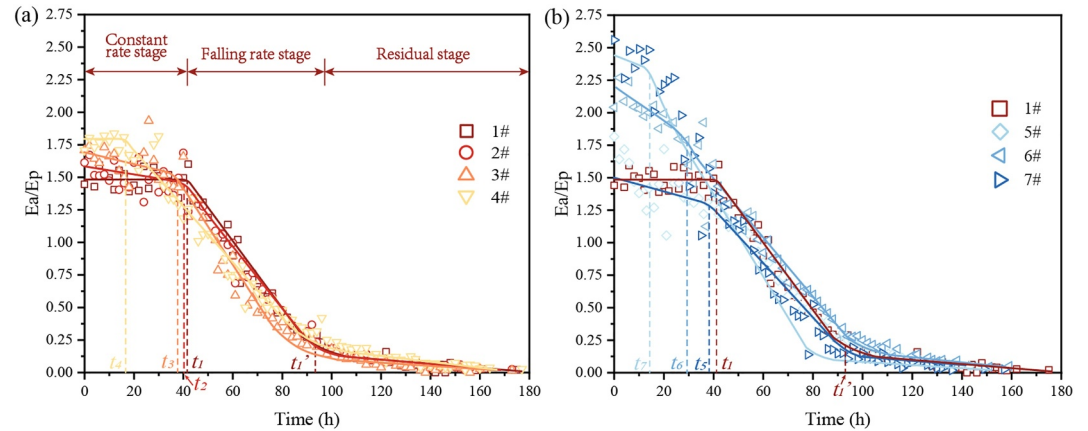 (a)
2.75
2.50
2.25
2.00
1.75
1.50
1.25
1.00
0.75
0.50
0.25
0.00
Ea/Ep
Constant
rate stage
Falling rate stage
Residual stage
1#
2#
3#
4#
t4
t3
t1
t2
t1'
0 20 40 60 80 100 120 140 160 180
Time (h)
(b)
2.75
2.50
2.25
2.00
1.75
1.50
1.25
1.00
0.75
0.50
0.25
0.00
Ea/Ep
1#
5#
6#
7#
t7
t6
t5
t1
t1'
0 20 40 60 80 100 120 140 160 180
Time (h)